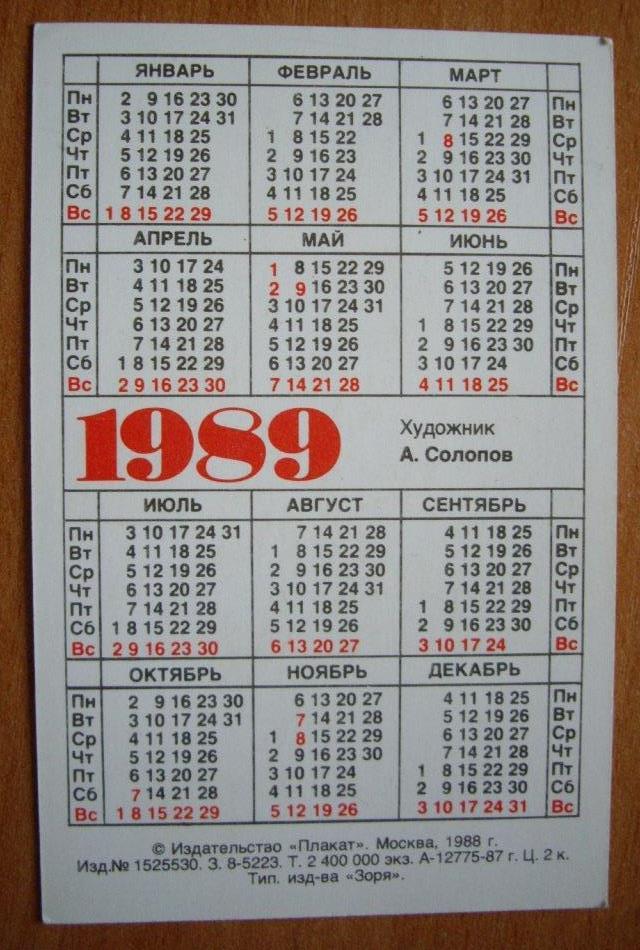 ЯНВАРЬ ФЕВРАЛЬ МАРТ
Пн 2 9 16 23 30 6 13 20 27 6 13 20 27 Пн
Вт 3 10 17 24 31 7 14 21 28 7 14 21 28 Вт
Ср 4 11 18 25 1 8 15 22 1 8 15 22 29 Ср
Чт 5 12 19 26 2 9 16 23 2 9 16 23 30 Чт
Пт 6 13 20 27 3 10 17 24 3 10 17 24 31 Пт
Сб 7 14 21 28 4 11 18 25 4 11 18 25 Сб
Вс 1 8 15 22 29 5 12 19 26 5 12 19 26 Вс
АПРЕЛЬ МАЙ ИЮНЬ
Пн 3 10 17 24 1 8 15 22 29 5 12 19 26 Пн
Вт 4 11 18 25 2 9 16 23 30 6 13 20 27 Вт
Ср 5 12 19 26 3 10 17 24 31 7 14 21 28 Ср
Чт 6 13 20 27 4 11 18 25 1 8 15 22 29 Чт
Пт 7 14 21 28 5 12 19 26 2 9 16 23 30 Пт
Сб 1 8 15 22 29 6 13 20 27 3 10 17 24 Сб
Вс 2 9 16 23 30 7 14 21 28 4 11 18 25 Вс
1989
Художник
А. Солопов
ИЮЛЬ АВГУСТ СЕНТЯБРЬ
Пн 3 10 17 24 31 7 14 21 28 4 11 18 25 Пн
Вт 4 11 18 25 1 8 15 22 29 5 12 19 26 Вт
Ср 5 12 19 26 2 9 16 23 30 6 13 20 27 Ср
Чт 6 13 20 27 3 10 17 24 31 7 14 21 28 Чт
Пт 7 14 21 28 4 11 18 25 1 8 15 22 29 Пт
Сб 1 8 15 22 29 5 12 19 26 2 9 16 23 30 Сб
Вс 2 9 16 23 30 6 13 20 27 3 10 17 24 Вс
ОКТЯБРЬ НОЯБРЬ ДЕКАБРЬ
Пн 2 9 16 23 30 6 13 20 27 4 11 18 25 Пн
Вт 3 10 17 24 31 7 14 21 28 5 12 19 26 Вт
Ср 4 11 18 25 1 8 15 22 29 6 13 20 27 Ср
Чт 5 12 19 26 2 9 16 23 30 7 14 21 28 Чт
Пт 6 13 20 27 3 10 17 24 1 8 15 22 29 Пт
Сб 7 14 21 28 4 11 18 25 2 9 16 23 30 Сб
Вс 1 8 15 22 29 5 12 19 26 3 10 17 24 31 Вс
© Издательство «Плакат». Москва, 1988 г.
Изд.№ 1525530. З. 8-5223. Т. 2 400 000 экз. А-12775-87 г. Ц. 2 к.
Тип. изд-ва «Зоря».